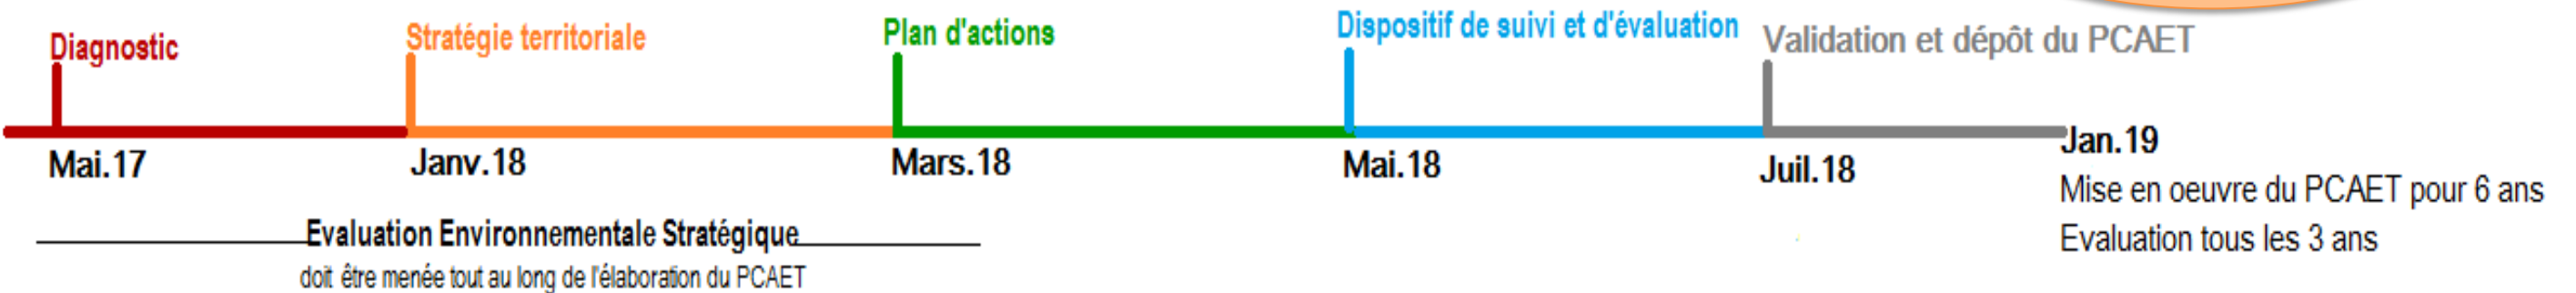 Diagnostic
Stratégie territoriale
Plan d'actions
Dispositif de suivi et d'évaluation
Validation et dépôt du PCAET
Mai.17
Janv.18
Mars.18
Mai.18
Juil.18
Jan.19
Mise en oeuvre du PCAET pour 6 ans
Evaluation tous les 3 ans
Evaluation Environnementale Stratégique
doit être menée tout au long de l'élaboration du PCAET